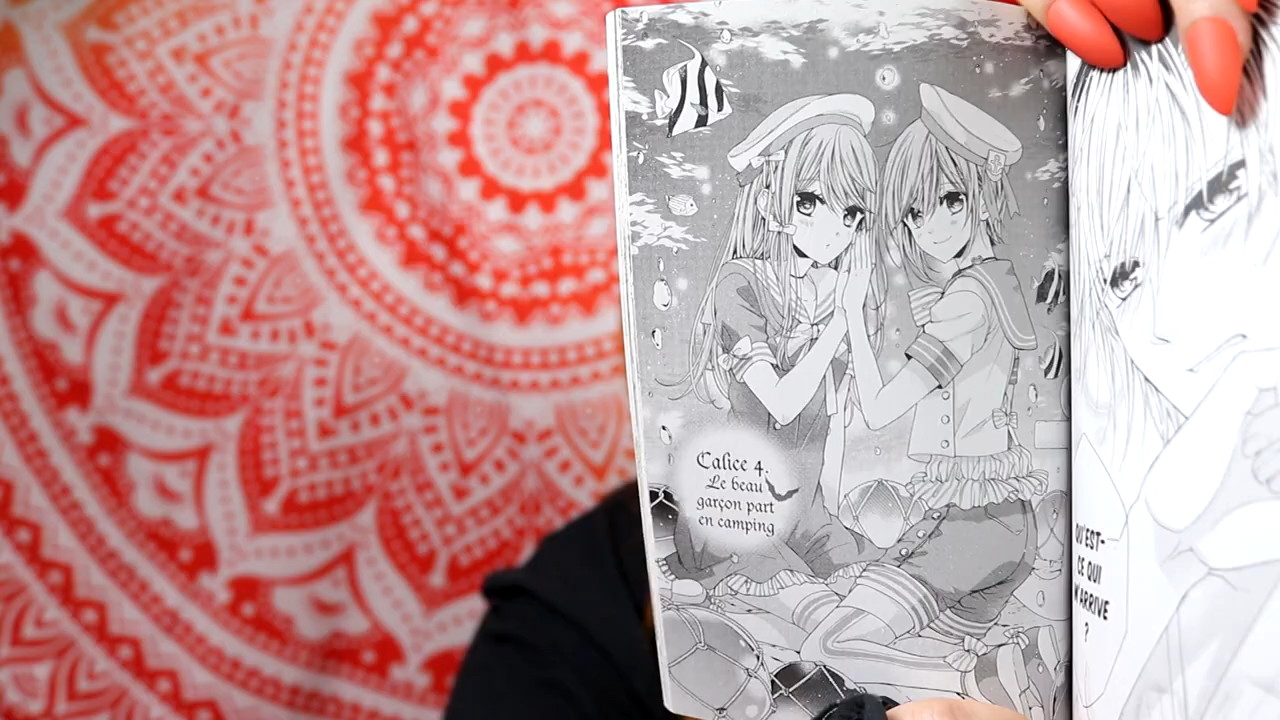 Calice 4.
Le beau
garçon part
en camping
QU'EST-
CE QUI
M'ARRIVE
?